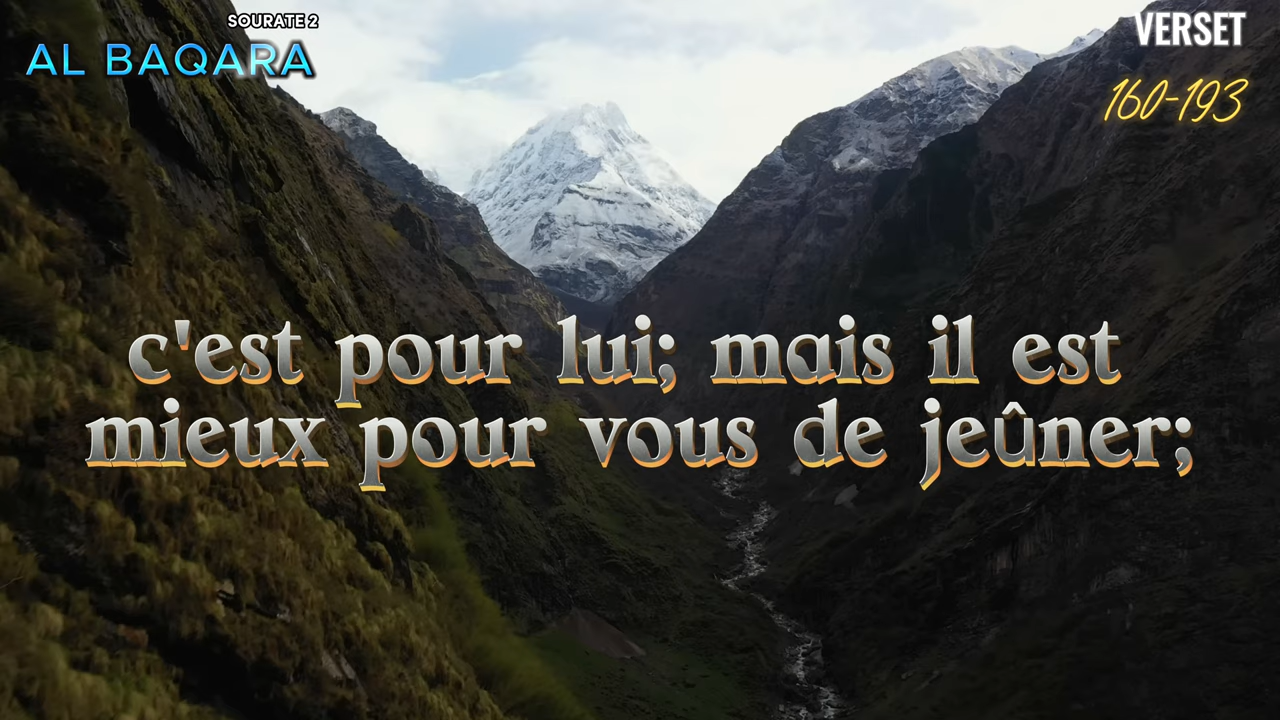 SOURATE 2
AL BAQARA
VERSET
160-193
c'est pour lui; mais il est
mieux pour vous de jeûner;